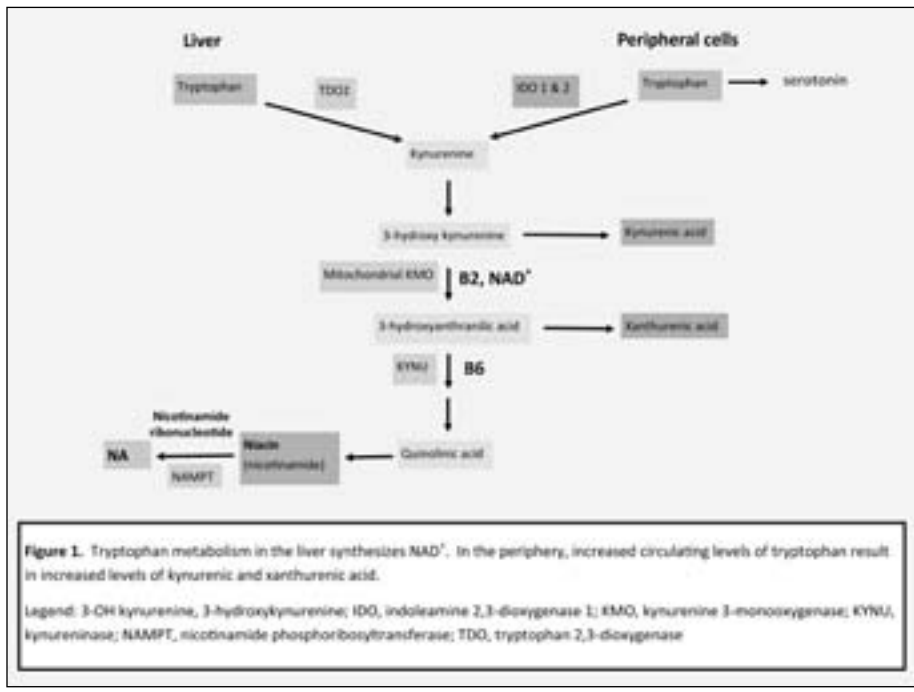 Liver
Peripheral cells
Tryptophan
TDO2
IDO 1 & 2
Tryptophan
serotonin
Kynurenine
3-hydroxy kynurenine
Kynurenic acid
Mitochondrial KMO
B2, NAD⁺
3-hydroxyanthranilic acid
Xanthurenic acid
KYNU
B6
Nicotinamide
ribonucleotide
NA
NAMPT
Niacin
(nicotinamide)
Quinolinic acid
Figure 1. Tryptophan metabolism in the liver synthesizes NAD⁺. In the periphery, increased circulating levels of tryptophan result
in increased levels of kynurenic and xanthurenic acid.
Legend: 3-OH kynurenine, 3-hydroxykynurenine; IDO, indoleamine 2,3-dioxygenase 1; KMO, kynurenine 3-monooxygenase; KYNU,
kynureninase; NAMPT, nicotinamide phosphoribosyltransferase; TDO, tryptophan 2,3-dioxygenase